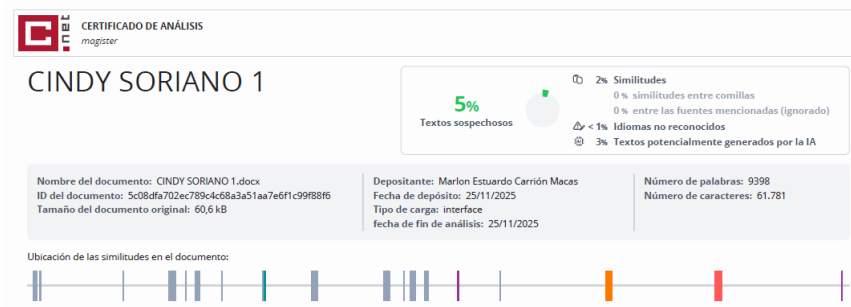 C.net
CERTIFICADO DE ANÁLISIS
magister
CINDY SORIANO 1
5%
Textos sospechosos
2% Similitudes
0 % similitudes entre comillas
0 % entre las fuentes mencionadas (ignorado)
< 1% Idiomas no reconocidos
3% Textos potencialmente generados por la IA
Nombre del documento: CINDY SORIANO 1.docx
ID del documento: 5c08dfa702ec789c4c68a3a51aa7e6f1c99f88f6
Tamaño del documento original: 60,6 kB
Depositante: Marlon Estuardo Carrión Macas
Fecha de depósito: 25/11/2025
Tipo de carga: interface
fecha de fin de análisis: 25/11/2025
Número de palabras: 9398
Número de caracteres: 61.781
Ubicación de las similitudes en el documento: